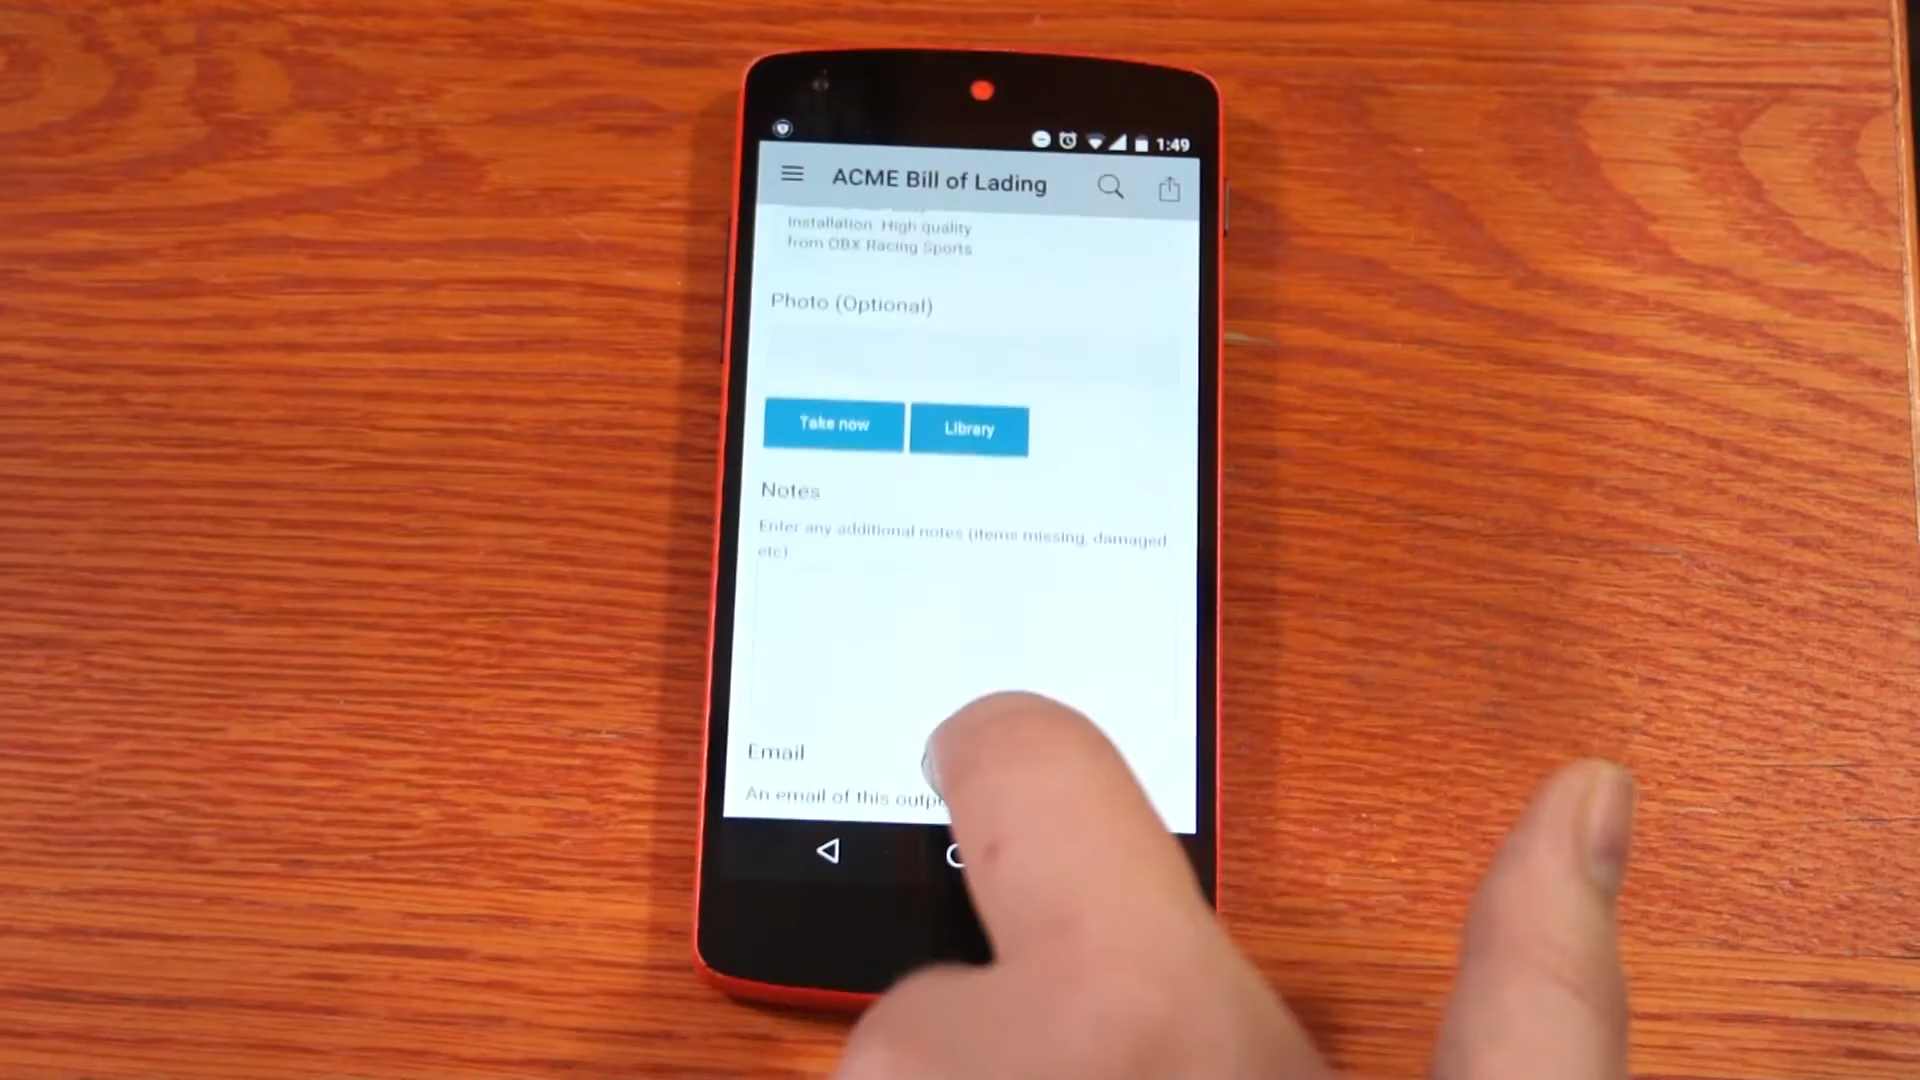 1:49
ACME Bill of Lading
Installation. High quality
from OBX Racing Sports
Photo (Optional)
Take now
Library
Notes
Enter any additional notes (items missing, damaged
etc)
Email
An email of this